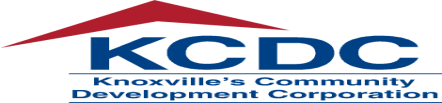 KCDC
Knoxville's Community
Development Corporation